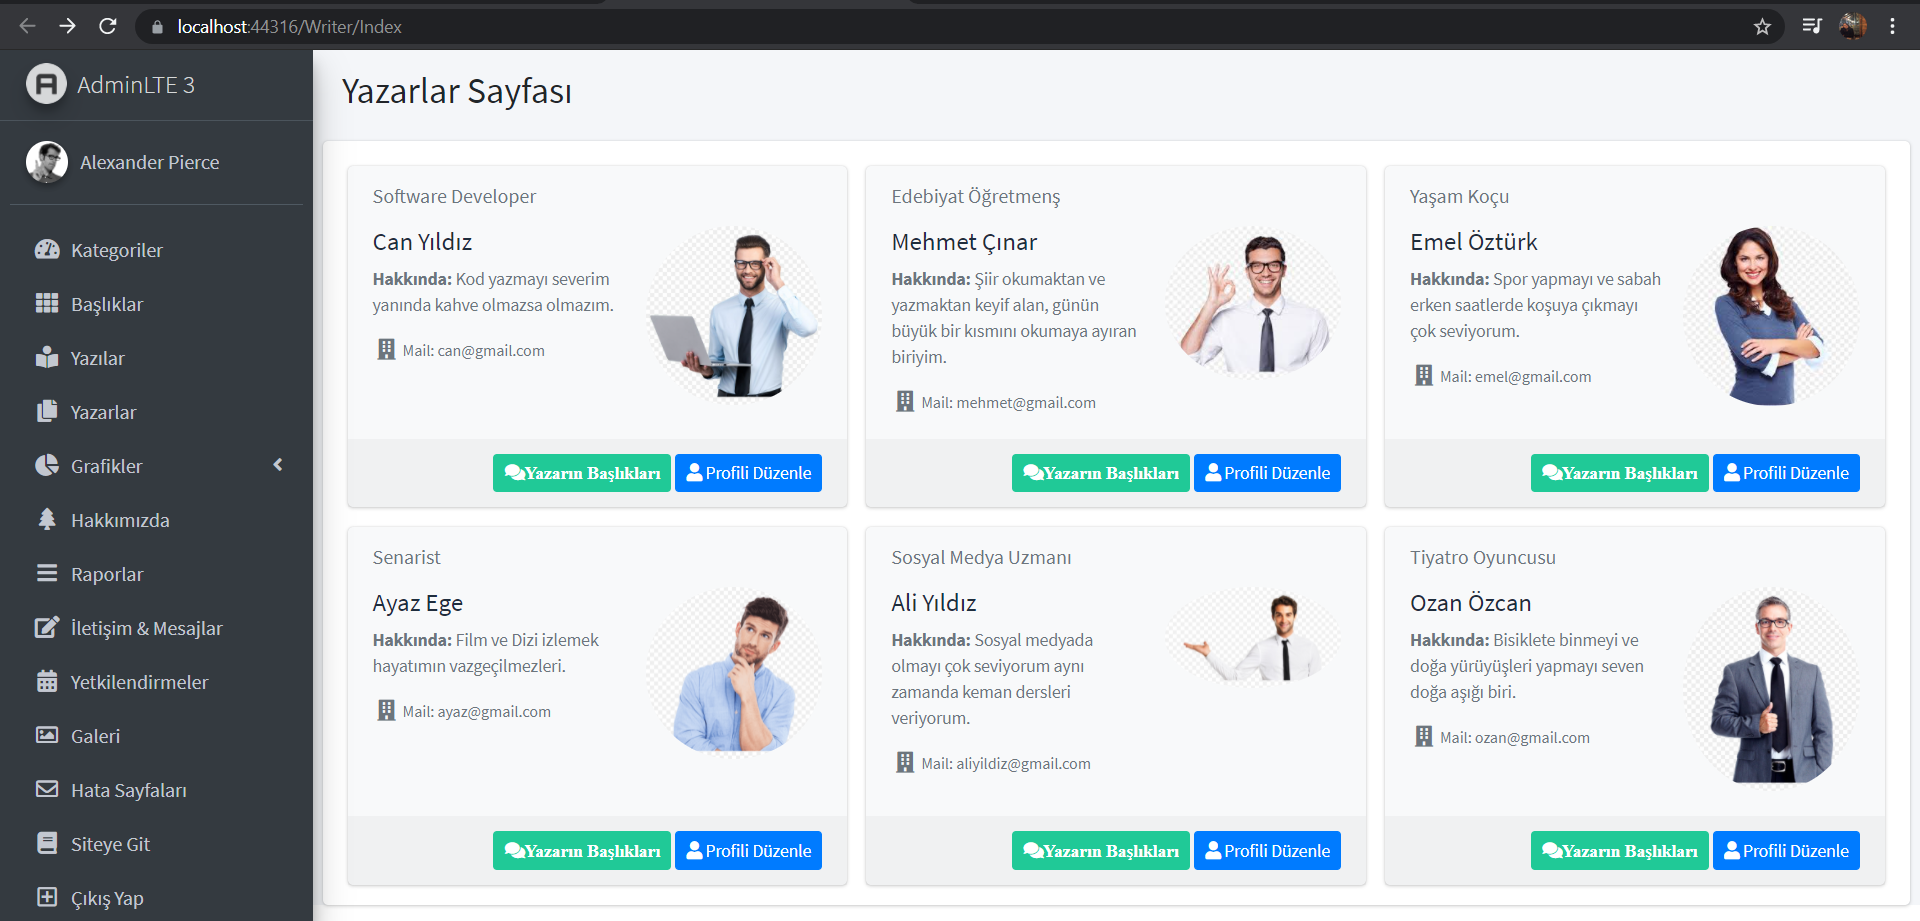 localhost:44316/Writer/Index
AdminLTE 3
Alexander Pierce
Kategoriler
Başlıklar
Yazılar
Yazarlar
Grafikler
Hakkımızda
Raporlar
İletişim & Mesajlar
Yetkilendirmeler
Galeri
Hata Sayfaları
Siteye Git
Çıkış Yap
Yazarlar Sayfası
Software Developer
Can Yıldız
Hakkında: Kod yazmayı severim
yanında kahve olmazsa olmazım.
Mail: can@gmail.com
Yazarın Başlıkları
Profili Düzenle
Edebiyat Öğretmenş
Mehmet Çınar
Hakkında: Şiir okumaktan ve
yazmaktan keyif alan, günün
büyük bir kısmını okumaya ayıran
biriyim.
Mail: mehmet@gmail.com
Yazarın Başlıkları
Profili Düzenle
Yaşam Koçu
Emel Öztürk
Hakkında: Spor yapmayı ve sabah
erken saatlerde koşuya çıkmayı
çok seviyorum.
Mail: emel@gmail.com
Yazarın Başlıkları
Profili Düzenle
Senarist
Ayaz Ege
Hakkında: Film ve Dizi izlemek
hayatımın vazgeçilmezleri.
Mail: ayaz@gmail.com
Yazarın Başlıkları
Profili Düzenle
Sosyal Medya Uzmanı
Ali Yıldız
Hakkında: Sosyal medyada
olmayı çok seviyorum aynı
zamanda keman dersleri
veriyorum.
Mail: aliyildiz@gmail.com
Yazarın Başlıkları
Profili Düzenle
Tiyatro Oyuncusu
Ozan Özcan
Hakkında: Bisiklete binmeyi ve
doğa yürüyüşleri yapmayı seven
doğa aşığı biri.
Mail: ozan@gmail.com
Yazarın Başlıkları
Profili Düzenle